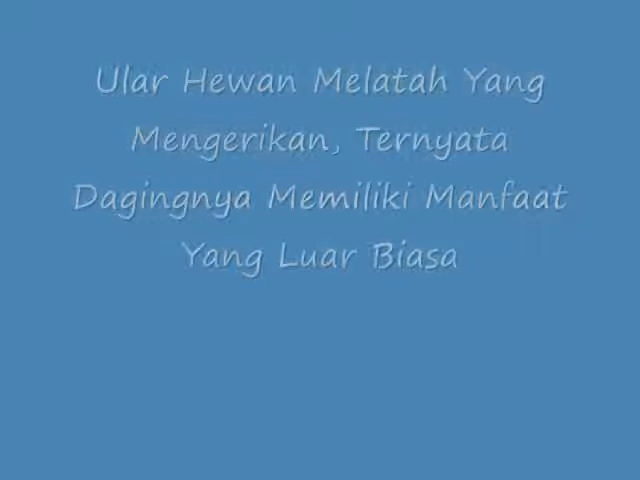 Ular Hewan Melatah Yang
Mengerikan, Ternyata
Dagingnya Memiliki Manfaat
Yang Luar Biasa